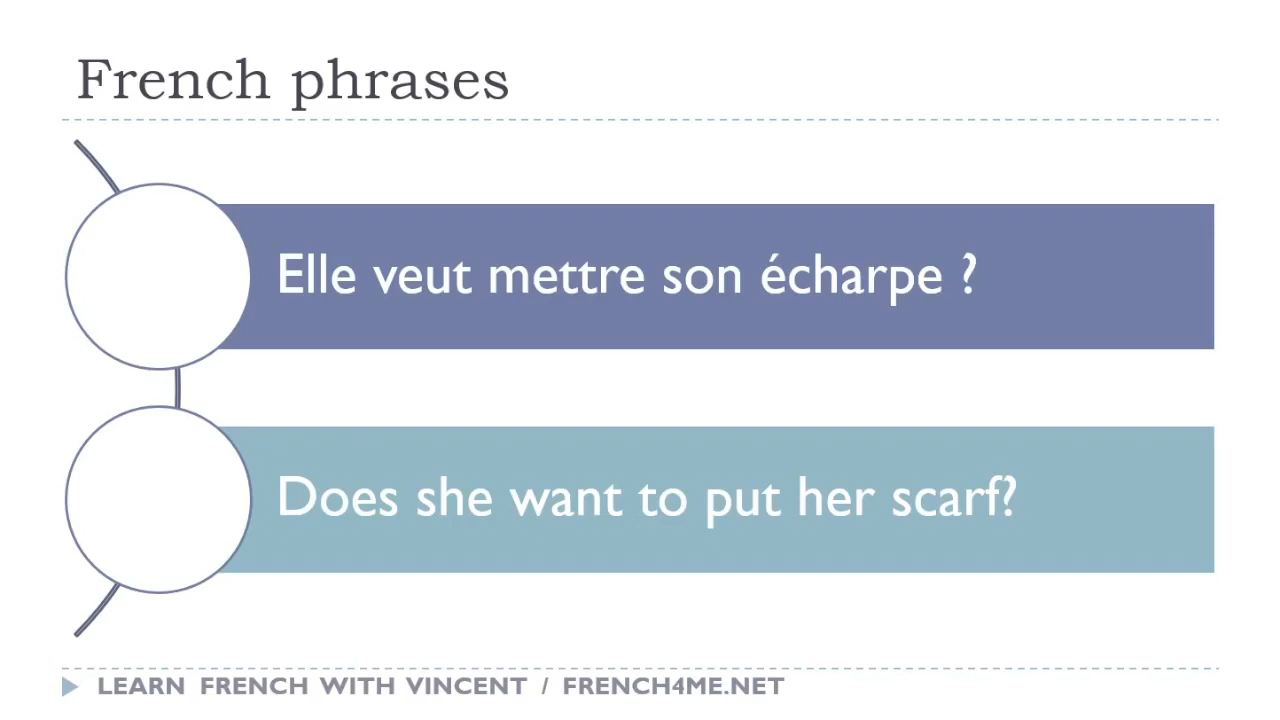 French phrases
Elle veut mettre son écharpe ?
Does she want to put her scarf?
LEARN FRENCH WITH VINCENT / FRENCH4ME.NET